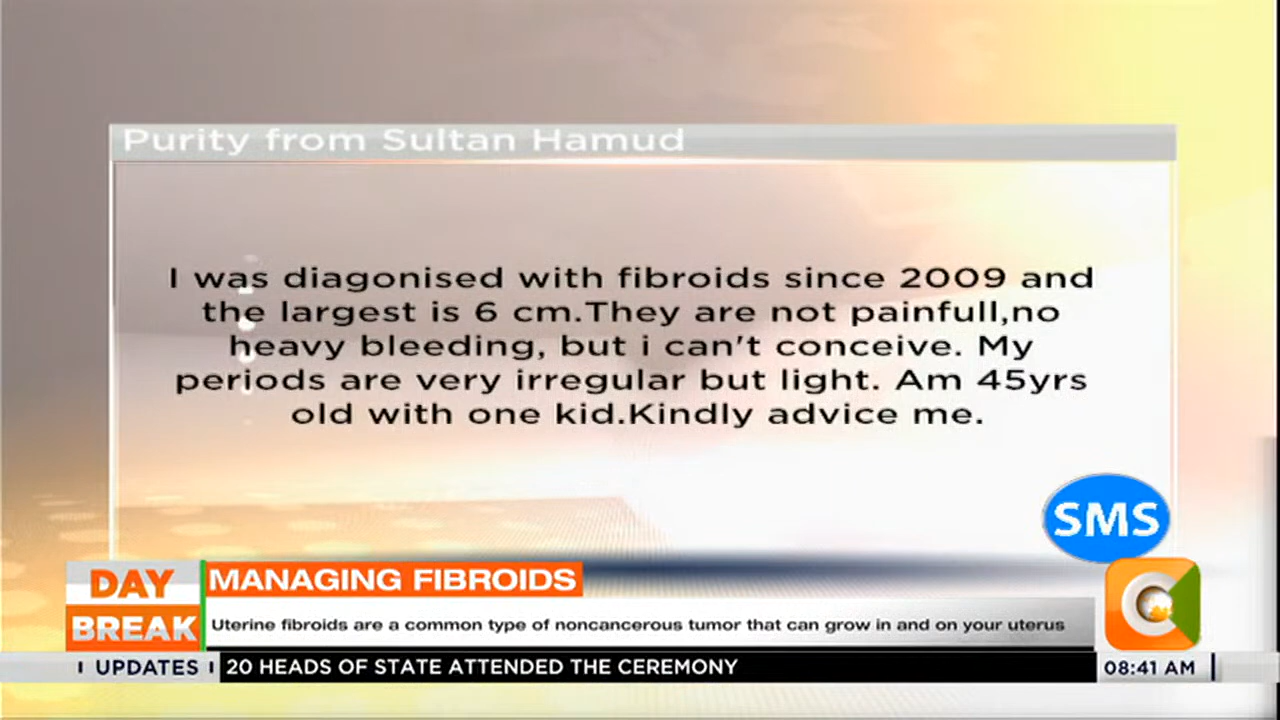 Purity from Sultan Hamud
I was diagonised with fibroids since 2009 and
the largest is 6 cm.They are not painfull,no
heavy bleeding, but i can't conceive. My
periods are very irregular but light. Am 45yrs
old with one kid.Kindly advice me.
SMS
DAY
BREAK
MANAGING FIBROIDS
Uterine fibroids are a common type of noncancerous tumor that can grow in and on your uterus
UPDATES
20 HEADS OF STATE ATTENDED THE CEREMONY
08:41 AM